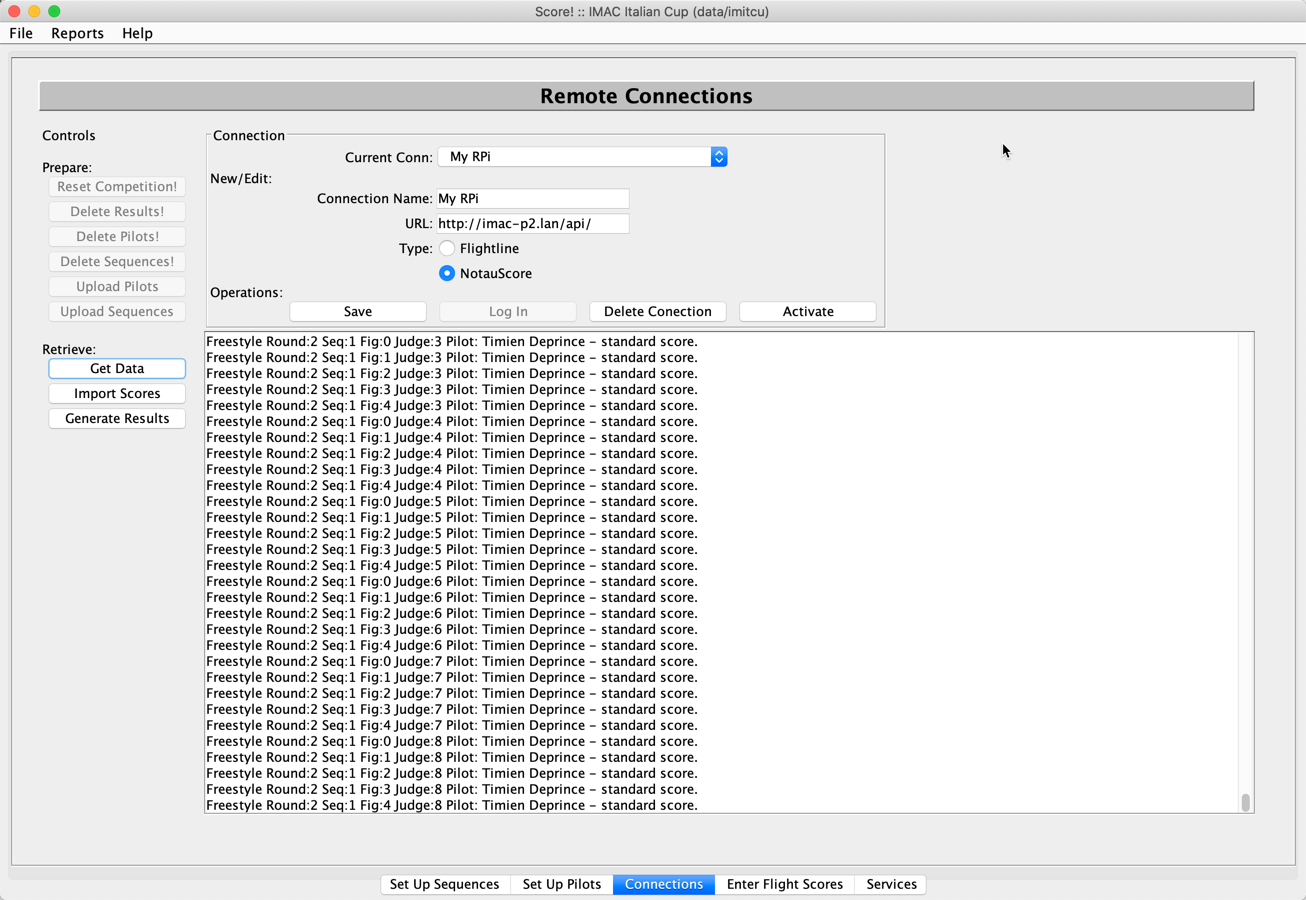 Score! :: IMAC Italian Cup (data/imitcu)
File Reports Help
Remote Connections
Controls
Prepare:
Reset Competition!
Delete Results!
Delete Pilots!
Delete Sequences!
Upload Pilots
Upload Sequences
Retrieve:
Get Data
Import Scores
Generate Results
Connection
Current Conn: My RPi
New/Edit:
Connection Name: My RPi
URL: http://imac-p2.lan/api/
Type: Flightline
NotauScore
Operations:
Save Log In Delete Conection Activate
Freestyle Round:2 Seq:1 Fig:0 Judge:3 Pilot: Timien Deprince – standard score.
Freestyle Round:2 Seq:1 Fig:1 Judge:3 Pilot: Timien Deprince – standard score.
Freestyle Round:2 Seq:1 Fig:2 Judge:3 Pilot: Timien Deprince – standard score.
Freestyle Round:2 Seq:1 Fig:3 Judge:3 Pilot: Timien Deprince – standard score.
Freestyle Round:2 Seq:1 Fig:4 Judge:3 Pilot: Timien Deprince – standard score.
Freestyle Round:2 Seq:1 Fig:0 Judge:4 Pilot: Timien Deprince – standard score.
Freestyle Round:2 Seq:1 Fig:1 Judge:4 Pilot: Timien Deprince – standard score.
Freestyle Round:2 Seq:1 Fig:2 Judge:4 Pilot: Timien Deprince – standard score.
Freestyle Round:2 Seq:1 Fig:3 Judge:4 Pilot: Timien Deprince – standard score.
Freestyle Round:2 Seq:1 Fig:4 Judge:4 Pilot: Timien Deprince – standard score.
Freestyle Round:2 Seq:1 Fig:0 Judge:5 Pilot: Timien Deprince – standard score.
Freestyle Round:2 Seq:1 Fig:1 Judge:5 Pilot: Timien Deprince – standard score.
Freestyle Round:2 Seq:1 Fig:2 Judge:5 Pilot: Timien Deprince – standard score.
Freestyle Round:2 Seq:1 Fig:3 Judge:5 Pilot: Timien Deprince – standard score.
Freestyle Round:2 Seq:1 Fig:4 Judge:5 Pilot: Timien Deprince – standard score.
Freestyle Round:2 Seq:1 Fig:0 Judge:6 Pilot: Timien Deprince – standard score.
Freestyle Round:2 Seq:1 Fig:1 Judge:6 Pilot: Timien Deprince – standard score.
Freestyle Round:2 Seq:1 Fig:2 Judge:6 Pilot: Timien Deprince – standard score.
Freestyle Round:2 Seq:1 Fig:3 Judge:6 Pilot: Timien Deprince – standard score.
Freestyle Round:2 Seq:1 Fig:4 Judge:6 Pilot: Timien Deprince – standard score.
Freestyle Round:2 Seq:1 Fig:0 Judge:7 Pilot: Timien Deprince – standard score.
Freestyle Round:2 Seq:1 Fig:1 Judge:7 Pilot: Timien Deprince – standard score.
Freestyle Round:2 Seq:1 Fig:2 Judge:7 Pilot: Timien Deprince – standard score.
Freestyle Round:2 Seq:1 Fig:3 Judge:7 Pilot: Timien Deprince – standard score.
Freestyle Round:2 Seq:1 Fig:4 Judge:7 Pilot: Timien Deprince – standard score.
Freestyle Round:2 Seq:1 Fig:0 Judge:8 Pilot: Timien Deprince – standard score.
Freestyle Round:2 Seq:1 Fig:1 Judge:8 Pilot: Timien Deprince – standard score.
Freestyle Round:2 Seq:1 Fig:2 Judge:8 Pilot: Timien Deprince – standard score.
Freestyle Round:2 Seq:1 Fig:3 Judge:8 Pilot: Timien Deprince – standard score.
Freestyle Round:2 Seq:1 Fig:4 Judge:8 Pilot: Timien Deprince – standard score.
Set Up Sequences Set Up Pilots Connections Enter Flight Scores Services